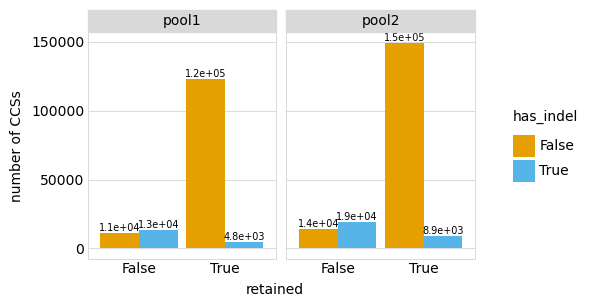 pool1
pool2
number of CCSs
150000
100000
50000
0
1.1e+04
1.3e+04
1.2e+05
4.8e+03
1.4e+04
1.9e+04
1.5e+05
8.9e+03
False
True
False
True
retained
has_indel
False
True